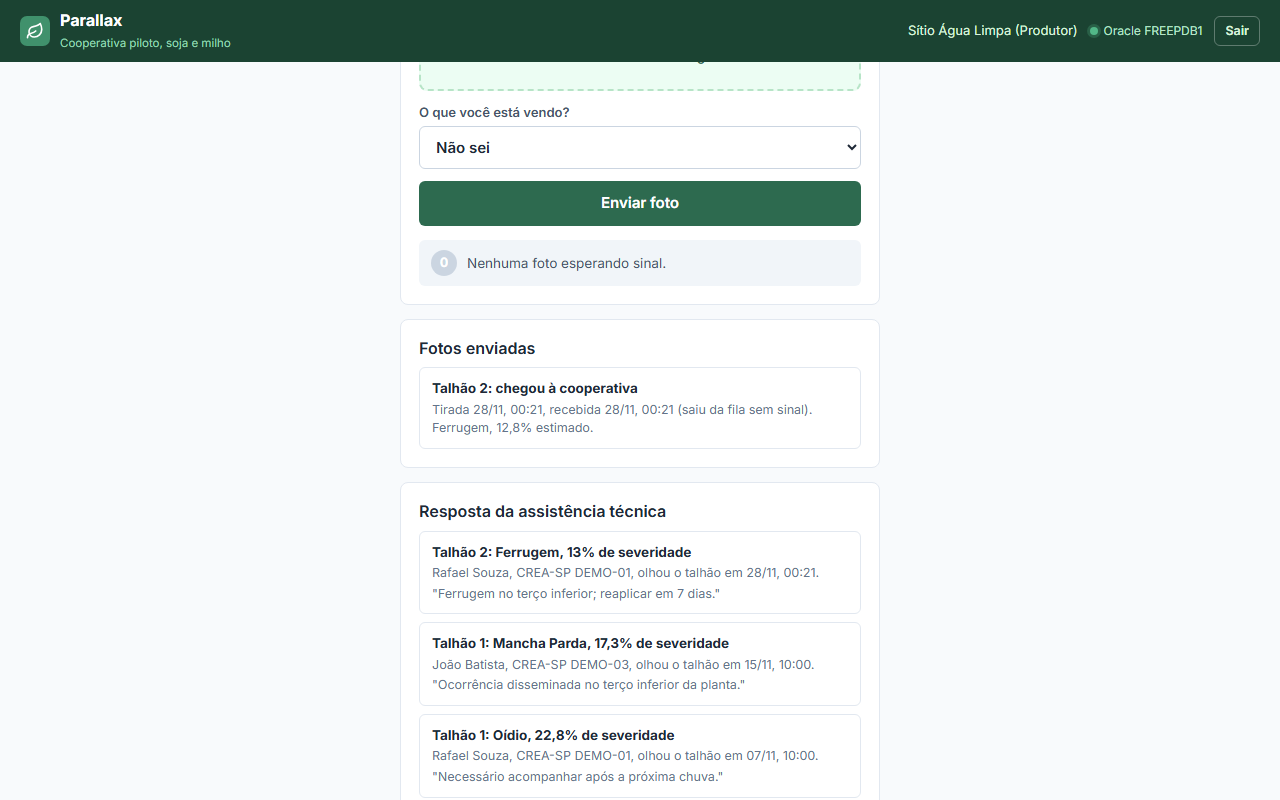 Parallax
Cooperativa piloto, soja e milho
Sítio Água Limpa (Produtor)
Oracle FREEPDB1
Sair
O que você está vendo?
Não sei
Enviar foto
0
Nenhuma foto esperando sinal.
Fotos enviadas
Talhão 2: chegou à cooperativa
Tirada 28/11, 00:21, recebida 28/11, 00:21 (saiu da fila sem sinal).
Ferrugem, 12,8% estimado.
Resposta da assistência técnica
Talhão 2: Ferrugem, 13% de severidade
Rafael Souza, CREA-SP DEMO-01, olhou o talhão em 28/11, 00:21.
"Ferrugem no terço inferior; reaplicar em 7 dias."
Talhão 1: Mancha Parda, 17,3% de severidade
João Batista, CREA-SP DEMO-03, olhou o talhão em 15/11, 10:00.
"Ocorrência disseminada no terço inferior da planta."
Talhão 1: Oídio, 22,8% de severidade
Rafael Souza, CREA-SP DEMO-01, olhou o talhão em 07/11, 10:00.
"Necessário acompanhar após a próxima chuva."